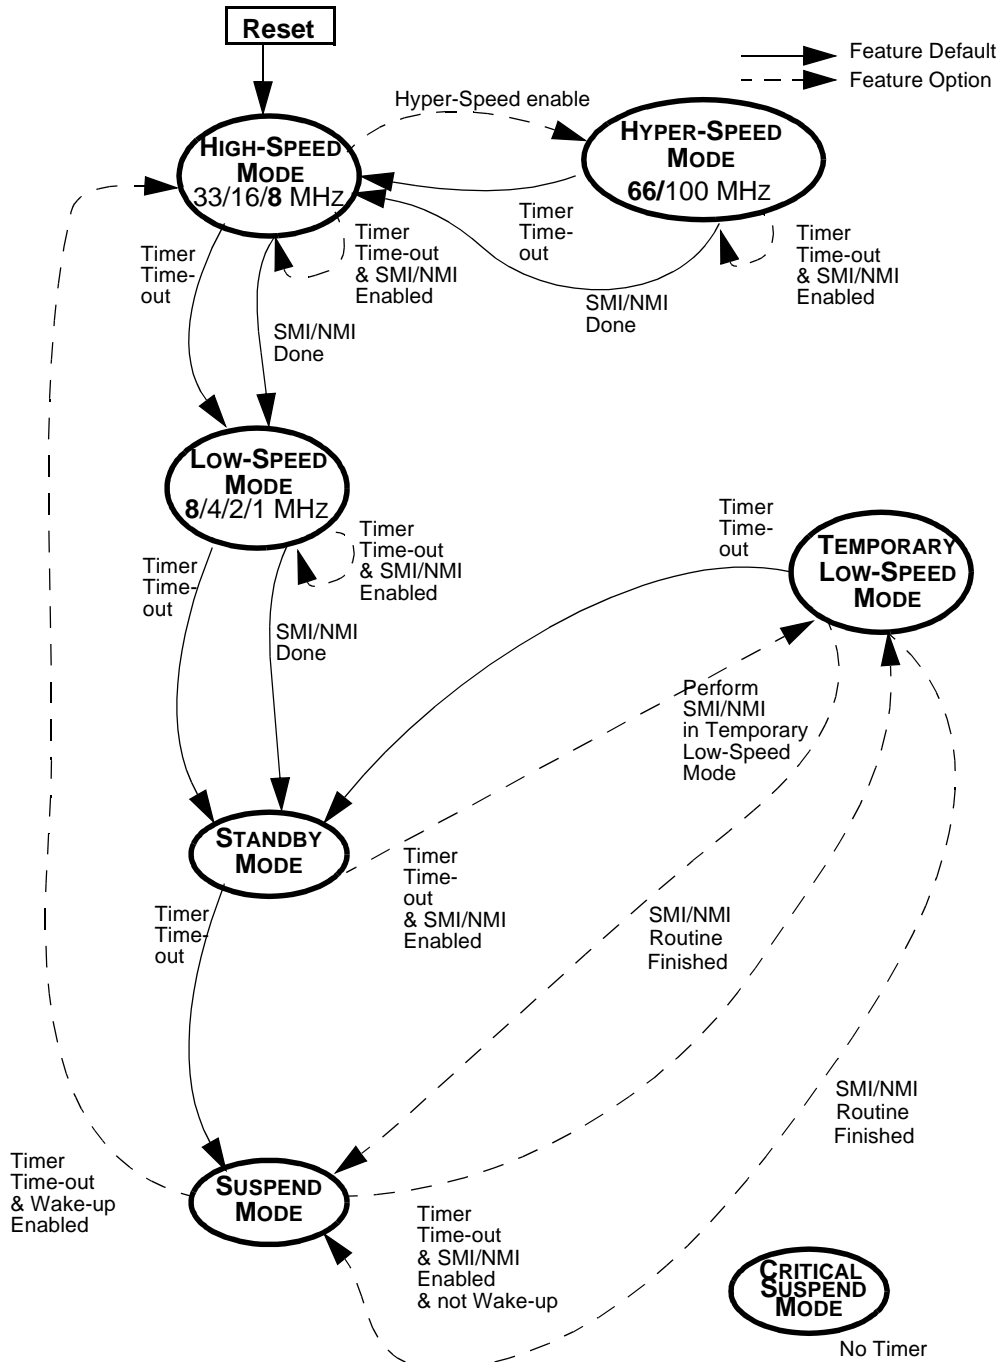 Reset
Feature Default
Feature Option
Hyper-Speed enable
HIGH-SPEED
MODE
33/16/8 MHz
HYPER-SPEED
MODE
66/100 MHz
Timer
Time-
out
Timer
Time-out
& SMI/NMI
Enabled
Timer
Time-
out
Timer
Time-out
& SMI/NMI
Enabled
SMI/NMI
Done
SMI/NMI
Done
LOW-SPEED
MODE
8/4/2/1 MHz
Timer
Time-out
& SMI/NMI
Enabled
Timer
Time-
out
Timer
Time-
out
TEMPORARY
LOW-SPEED
MODE
SMI/NMI
Done
Perform
SMI/NMI
in Temporary
Low-Speed
Mode
STANDBY
MODE
Timer
Time-
out
& SMI/NMI
Enabled
Timer
Time-
out
SMI/NMI
Routine
Finished
SMI/NMI
Routine
Finished
Timer
Time-out
& Wake-up
Enabled
SUSPEND
MODE
Timer
Time-out
& SMI/NMI
Enabled
& not Wake-up
CRITICAL
SUSPEND
MODE
No Timer